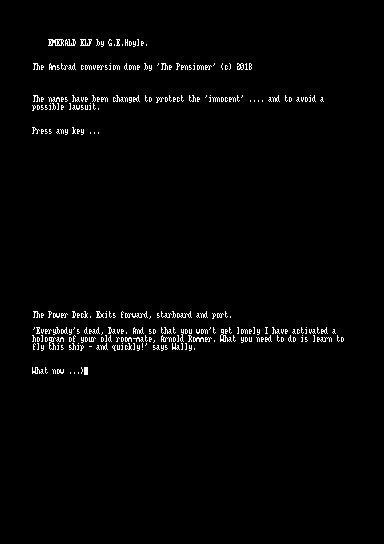 EMERALD ELF by G.E.Hoyle.
The Amstrad conversion done by 'The Pensioner' (c) 2018
The names have been changed to protect the 'innocent' .... and to avoid a
possible lawsuit.
Press any key ...
The Power Deck. Exits forward, starboard and port.
'Everybody's dead, Dave. And so that you won't get lonely I have activated a
hologram of your old room-mate, Arnold Rommer. What you need to do is learn to
fly this ship - and quickly!' says Wally.
What now ...>